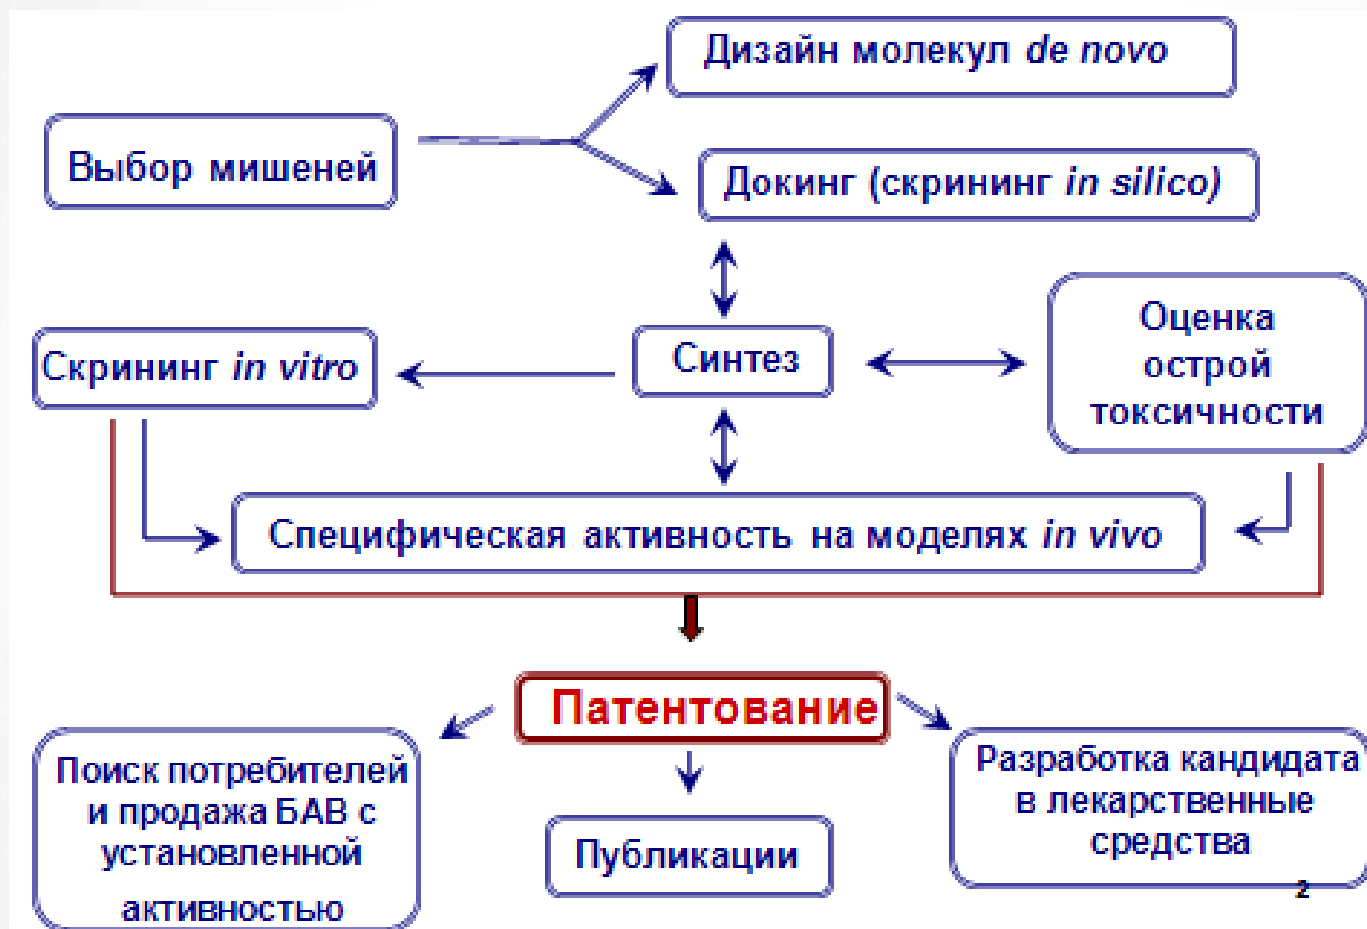 Дизайн молекул de novo
Выбор мишеней
Докинг (скрининг in silico)
Оценка
острой
токсичности
Скрининг in vitro
Синтез
Специфическая активность на моделях in vivo
Патентование
Поиск потребителей
и продажа БАВ с
установленной
активностью
Публикации
Разработка кандидата
в лекарственные
средства
2